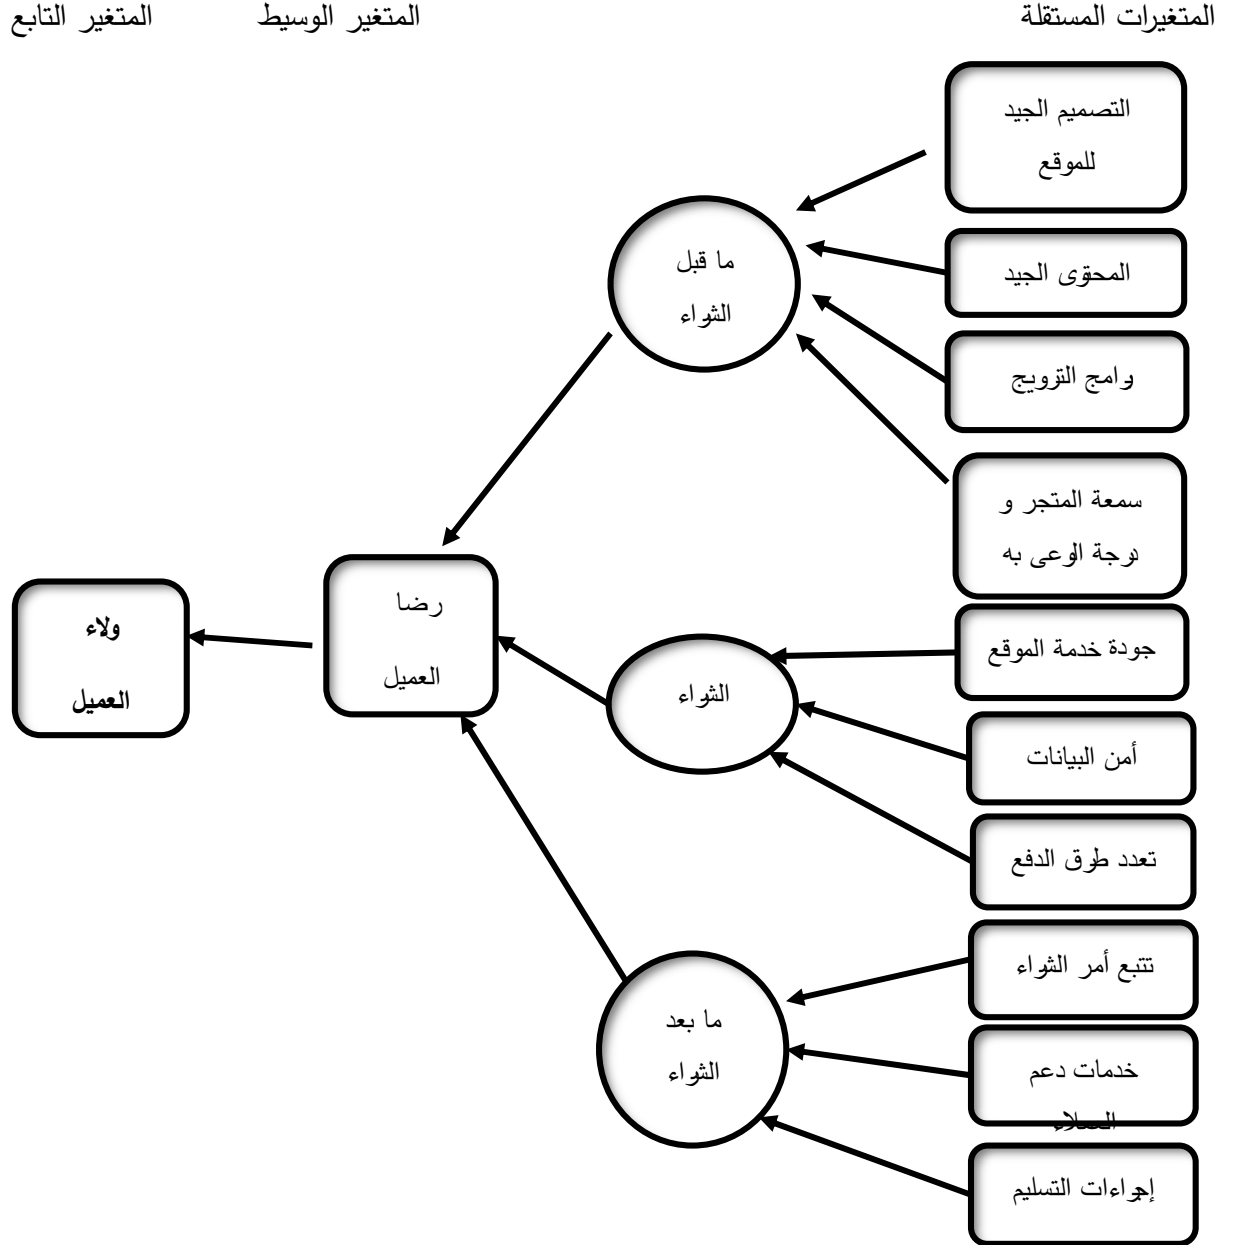 المتغيرات المستقلة
المتغير الوسيط
المتغير التابع
التصميم الجيد
للموقع
المحتوى الجيد
برامج الترويج
سمعة المتجر و
درجة الوعى به
ما قبل
الشراء
جودة خدمة الموقع
أمن البيانات
تعدد طرق الدفع
الشراء
تتبع أمر الشراء
خدمات دعم
العملاء
إجراءات التسليم
ما بعد
الشراء
رضا
العميل
ولاء
العميل